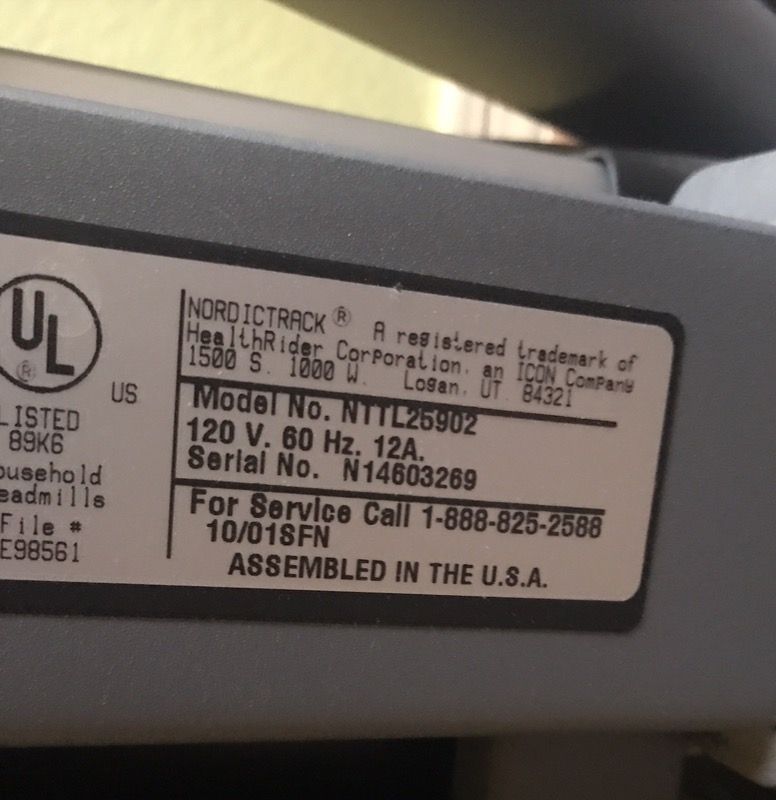 UL
®
US
LISTED
89K6
ousehold
eadmills
File #
E98561
NORDICTRACK ® A registered trademark of
HealthRider Corporation, an ICON Company
1500 S. 1000 W. Logan, UT. 84321
Model No. NTTL25902
120 V. 60 Hz. 12A.
Serial No. N14603269
For Service Call 1-888-825-2588
10/01SFN
ASSEMBLED IN THE U.S.A.